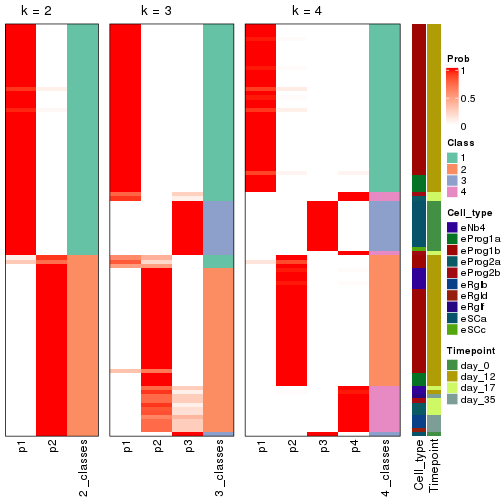 k = 2
k = 3
k = 4
p1
p2
2_classes
p1
p2
p3
3_classes
p1
p2
p3
p4
4_classes
Cell_type
Timepoint
Prob
1
0.5
0
Class
1
2
3
4
Cell_type
eNb4
eProg1a
eProg1b
eProg2a
eProg2b
eRglb
eRgld
eRglf
eSCa
eSCc
Timepoint
day_0
day_12
day_17
day_35